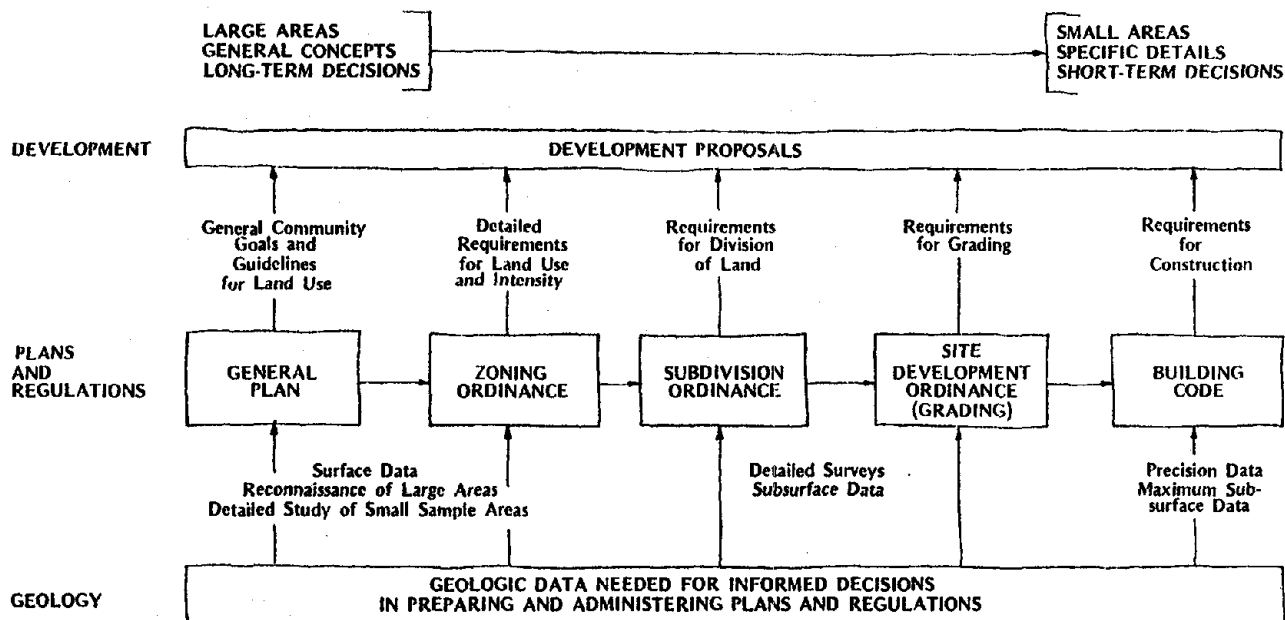 LARGE AREAS
GENERAL CONCEPTS
LONG-TERM DECISIONS
SMALL AREAS
SPECIFIC DETAILS
SHORT-TERM DECISIONS
DEVELOPMENT
DEVELOPMENT PROPOSALS
General Community
Goals and
Guidelines
for Land Use
Detailed
Requirements
for Land Use
and Intensity
Requirements
for Division
of Land
Requirements
for Grading
Requirements
for
Construction
PLANS
AND
REGULATIONS
GENERAL
PLAN
ZONING
ORDINANCE
SUBDIVISION
ORDINANCE
SITE
DEVELOPMENT
ORDINANCE
(GRADING)
BUILDING
CODE
Surface Data
Reconnaissance of Large Areas
Detailed Study of Small Sample Areas
Detailed Surveys
Subsurface Data
Precision Data
Maximum Sub-
surface Data
GEOLOGY
GEOLOGIC DATA NEEDED FOR INFORMED DECISIONS
IN PREPARING AND ADMINISTERING PLANS AND REGULATIONS